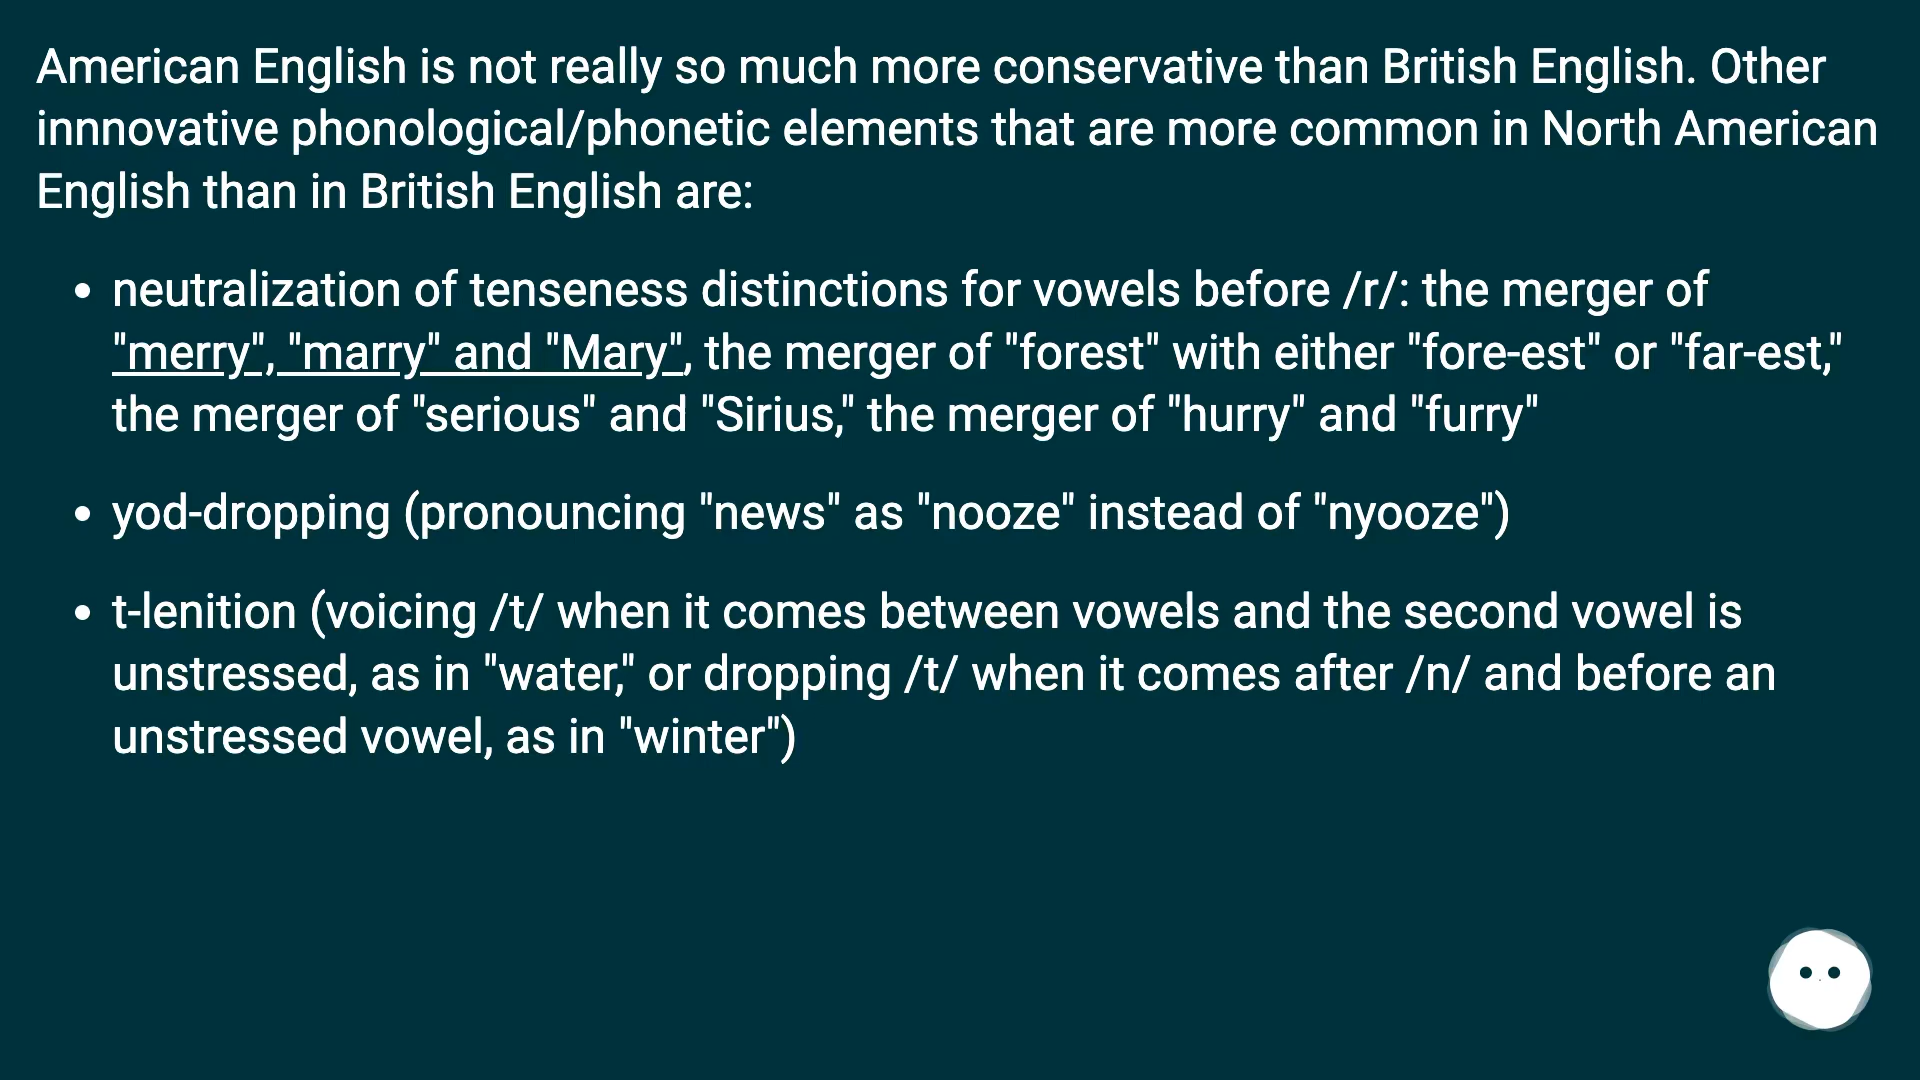 American English is not really so much more conservative than British English. Other
innnovative phonological/phonetic elements that are more common in North American
English than in British English are:
• neutralization of tenseness distinctions for vowels before /r/: the merger of
"merry", "marry" and "Mary", the merger of "forest" with either "fore-est" or "far-est,"
the merger of "serious" and "Sirius," the merger of "hurry" and "furry"
• yod-dropping (pronouncing "news" as "nooze" instead of "nyooze")
• t-lenition (voicing /t/ when it comes between vowels and the second vowel is
unstressed, as in "water," or dropping /t/ when it comes after /n/ and before an
unstressed vowel, as in "winter")